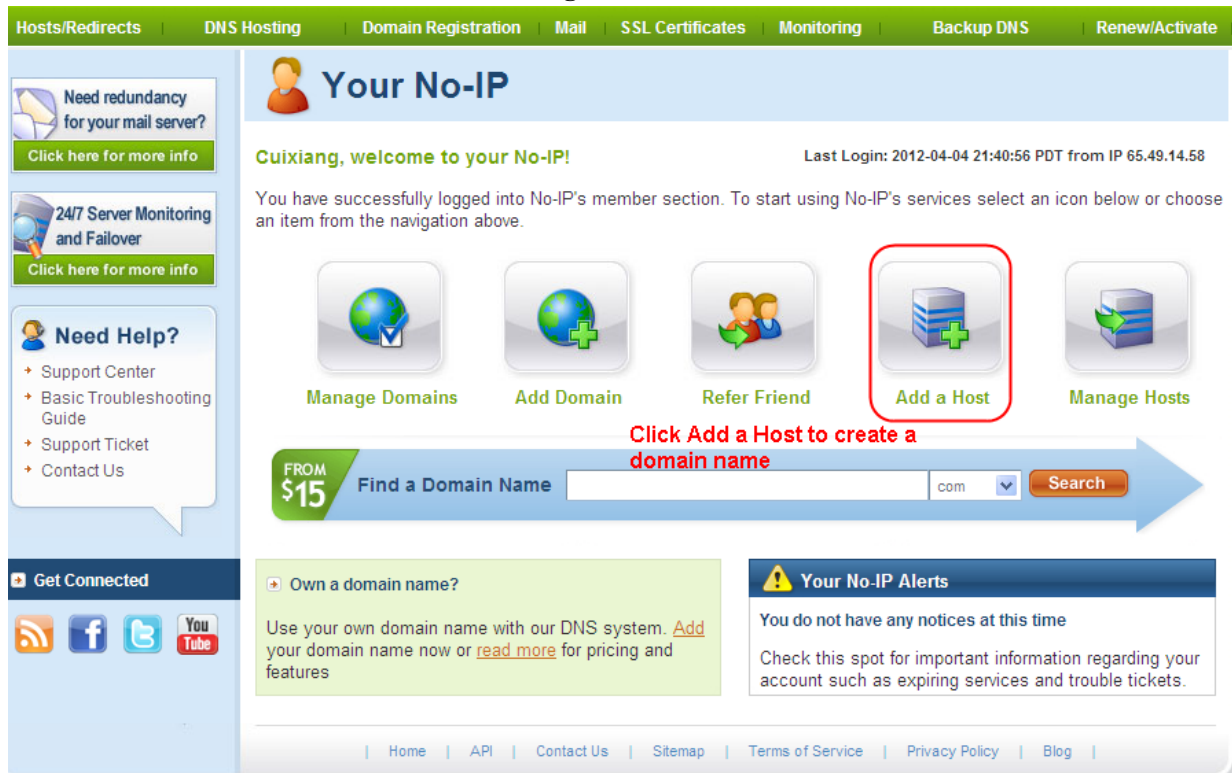 Hosts/Redirects | DNS Hosting | Domain Registration | Mail | SSL Certificates | Monitoring | Backup DNS | Renew/Activate
Need redundancy
for your mail server?
Click here for more info
24/7 Server Monitoring
and Failover
Click here for more info
Need Help?
Support Center
Basic Troubleshooting
Guide
Support Ticket
Contact Us
Get Connected
You
Tube
Your No-IP
Cuixiang, welcome to your No-IP!
Last Login: 2012-04-04 21:40:56 PDT from IP 65.49.14.58
You have successfully logged into No-IP's member section. To start using No-IP's services select an icon below or choose
an item from the navigation above.
Manage Domains
Add Domain
Refer Friend
Add a Host
Manage Hosts
Click Add a Host to create a
domain name
FROM
$15
Find a Domain Name
com
Search
Own a domain name?
Use your own domain name with our DNS system. Add
your domain name now or read more for pricing and
features
Your No-IP Alerts
You do not have any notices at this time
Check this spot for important information regarding your
account such as expiring services and trouble tickets.
| Home | API | Contact Us | Sitemap | Terms of Service | Privacy Policy | Blog |